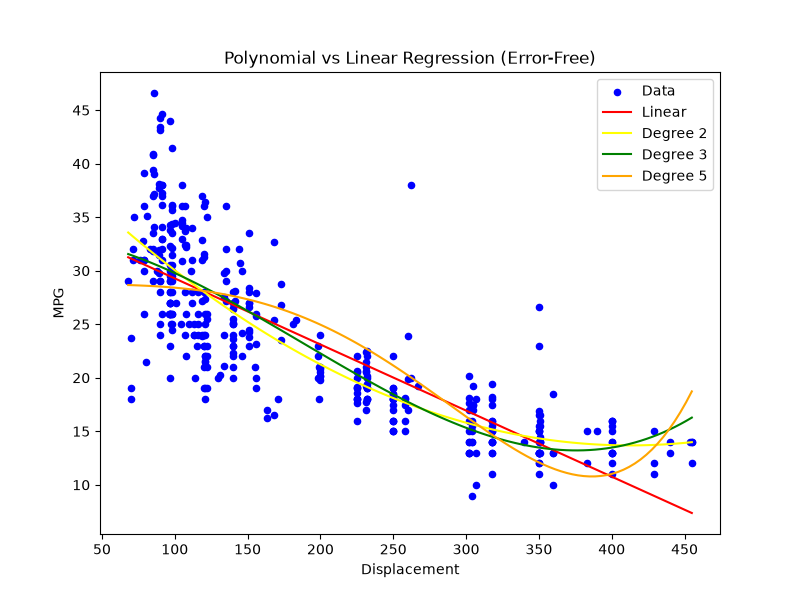 Polynomial vs Linear Regression (Error-Free)
Data
Linear
Degree 2
Degree 3
Degree 5
45
40
35
30
25
20
15
10
MPG
50 100 150 200 250 300 350 400 450
Displacement